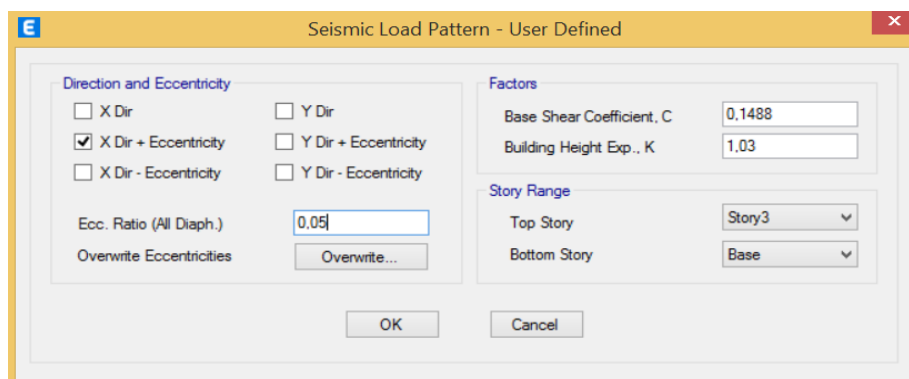 E
Seismic Load Pattern - User Defined
x
Direction and Eccentricity
X Dir
Y Dir
X Dir + Eccentricity
Y Dir + Eccentricity
X Dir - Eccentricity
Y Dir - Eccentricity
Ecc. Ratio (All Diaph.)
0,05
Overwrite Eccentricities
Overwrite...
Factors
Base Shear Coefficient, C
0,1488
Building Height Exp., K
1,03
Story Range
Top Story
Story3
Bottom Story
Base
OK
Cancel